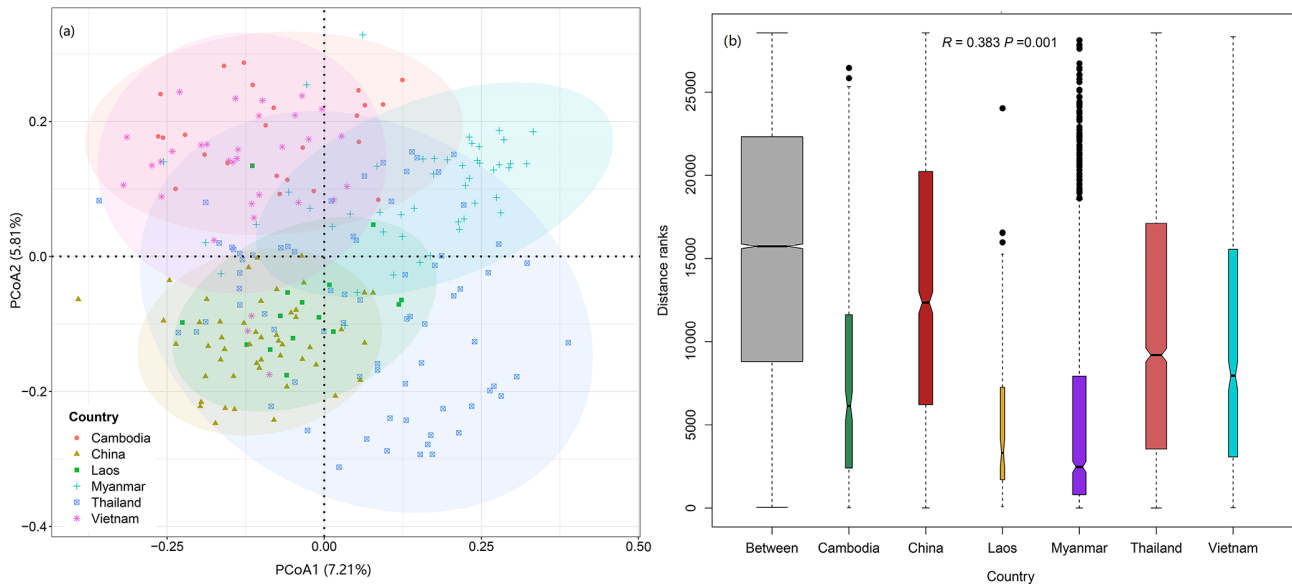 (a)
0.2
0.0
−0.2
−0.4
PCoA2 (5.81%)
Country
Cambodia
China
Laos
Myanmar
Thailand
Vietnam
−0.25
0.00
0.25
0.50
PCoA1 (7.21%)
(b)
R = 0.383 P =0.001
25000
20000
15000
10000
5000
0
Distance ranks
Between
Cambodia
China
Laos
Myanmar
Thailand
Vietnam
Country